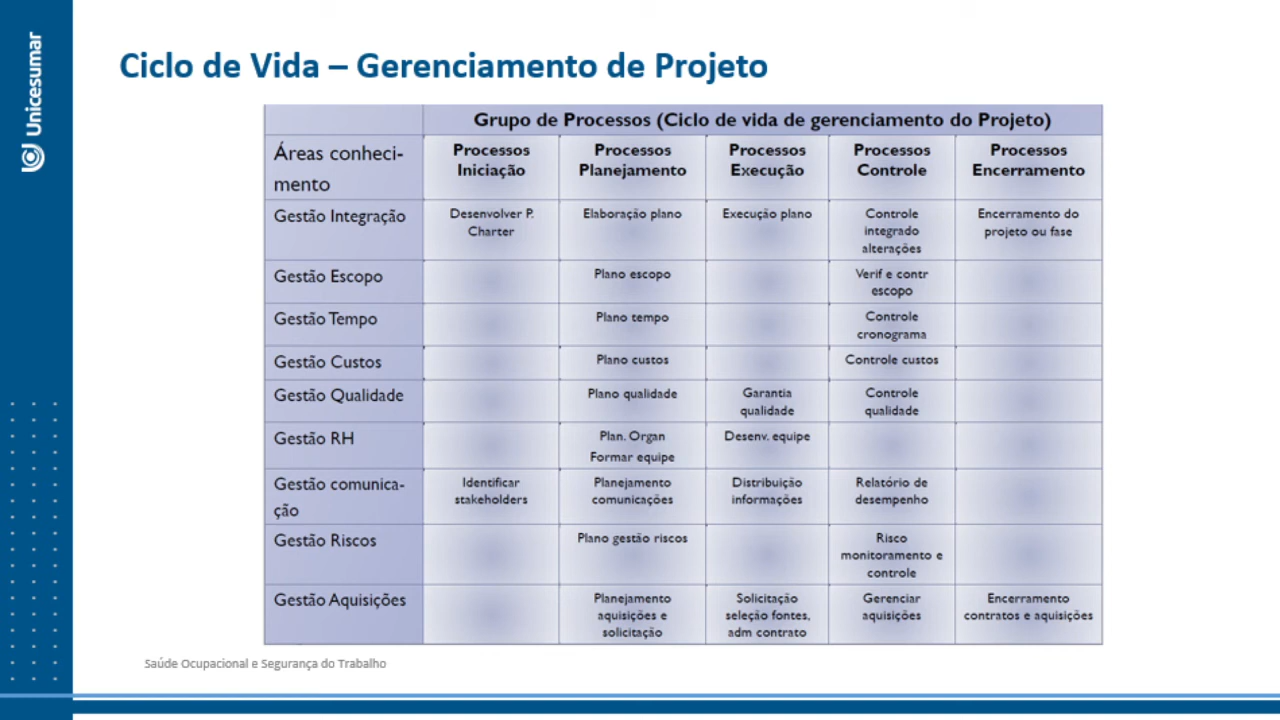 Unicesumar
Ciclo de Vida – Gerenciamento de Projeto
Grupo de Processos (Ciclo de vida de gerenciamento do Projeto)
Áreas conheci-
mento
Processos
Iniciação
Processos
Planejamento
Processos
Execução
Processos
Controle
Processos
Encerramento
Gestão Integração
Desenvolver P.
Charter
Elaboração plano
Execução plano
Controle
integrado
alterações
Encerramento do
projeto ou fase
Gestão Escopo
Plano escopo
Verif e contr
escopo
Gestão Tempo
Plano tempo
Controle
cronograma
Gestão Custos
Plano custos
Controle custos
Gestão Qualidade
Plano qualidade
Garantia
qualidade
Controle
qualidade
Gestão RH
Plan. Organ
Formar equipe
Desenv. equipe
Gestão comunica-
ção
Identificar
stakeholders
Planejamento
comunicações
Distribuição
informações
Relatório de
desempenho
Gestão Riscos
Plano gestão riscos
Risco
monitoramento e
controle
Gestão Aquisições
Planejamento
aquisições e
solicitação
Solicitação
seleção fontes,
adm contrato
Gerenciar
aquisições
Encerramento
contratos e aquisições
Saúde Ocupacional e Segurança do Trabalho